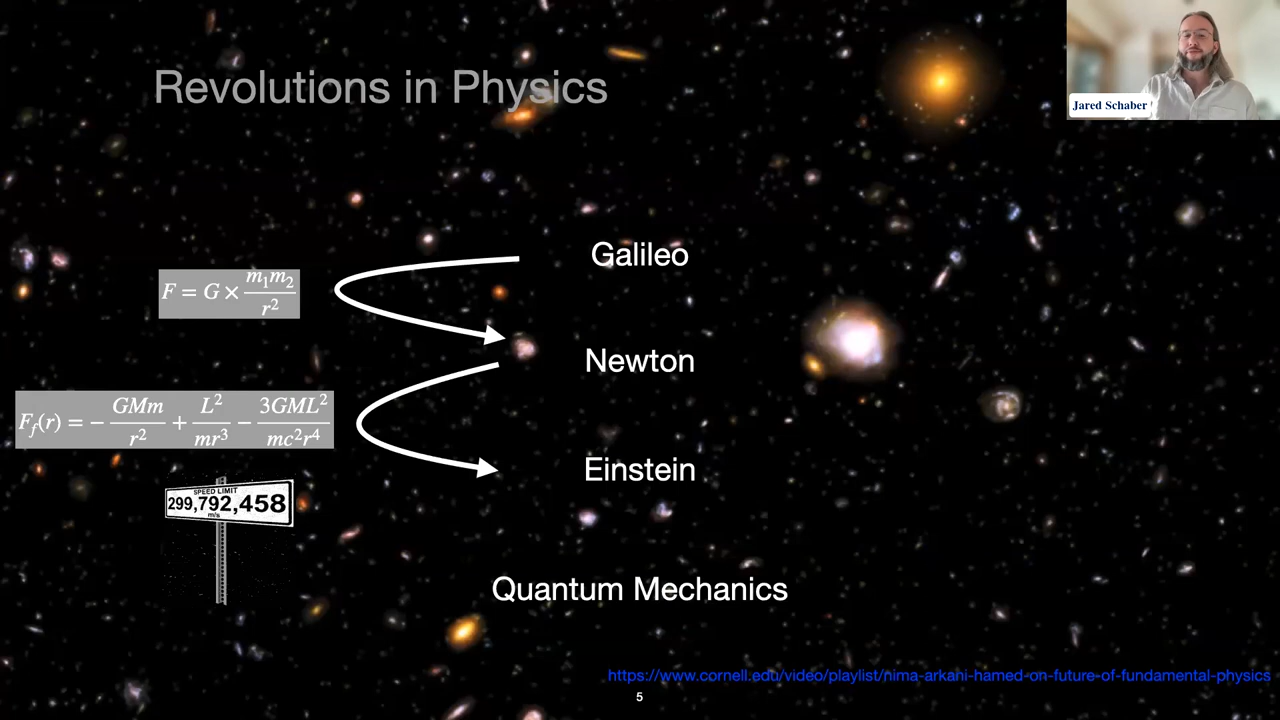 Revolutions in Physics
Jared Schaber
Galileo
F = G × m₁m₂ / r²
Newton
F_f(r) = − GMm / r² + L² / mr³ − 3GML² / mc²r⁴
Einstein
SPEED LIMIT
299,792,458
m/s
Quantum Mechanics
https://www.cornell.edu/video/playlist/nima-arkani-hamed-on-future-of-fundamental-physics
5